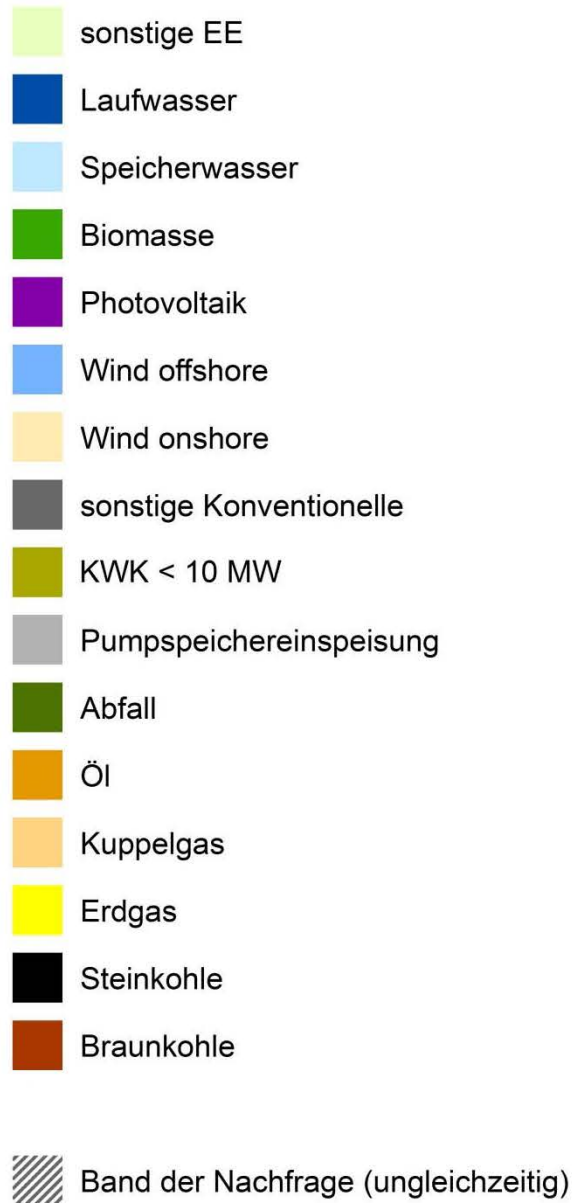 sonstige EE
Laufwasser
Speicherwasser
Biomasse
Photovoltaik
Wind offshore
Wind onshore
sonstige Konventionelle
KWK < 10 MW
Pumpspeichereinspeisung
Abfall
Öl
Kuppelgas
Erdgas
Steinkohle
Braunkohle
Band der Nachfrage (ungleichzeitig)